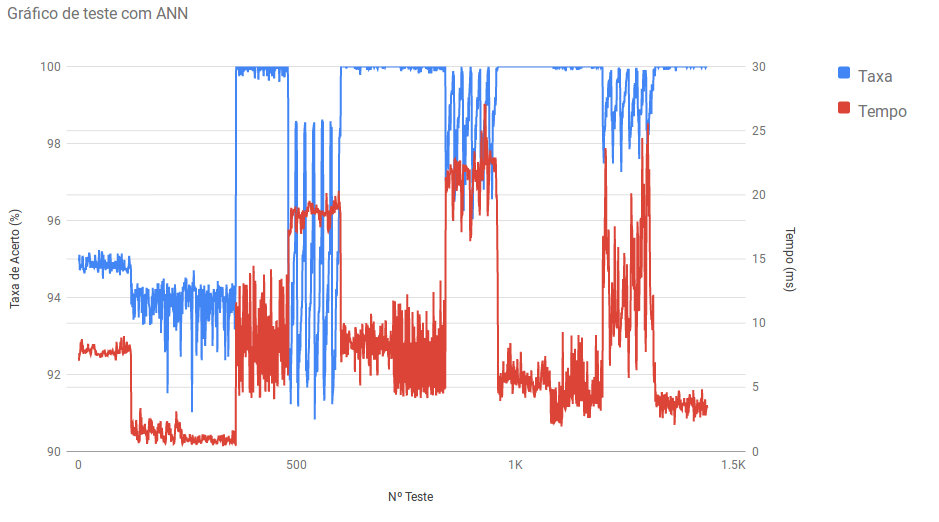 Gráfico de teste com ANN
Taxa
Tempo
Taxa de Acerto (%)
100
98
96
94
92
90
30
25
20
15
10
5
0
Tempo (ms)
0
500
1K
1.5K
Nº Teste